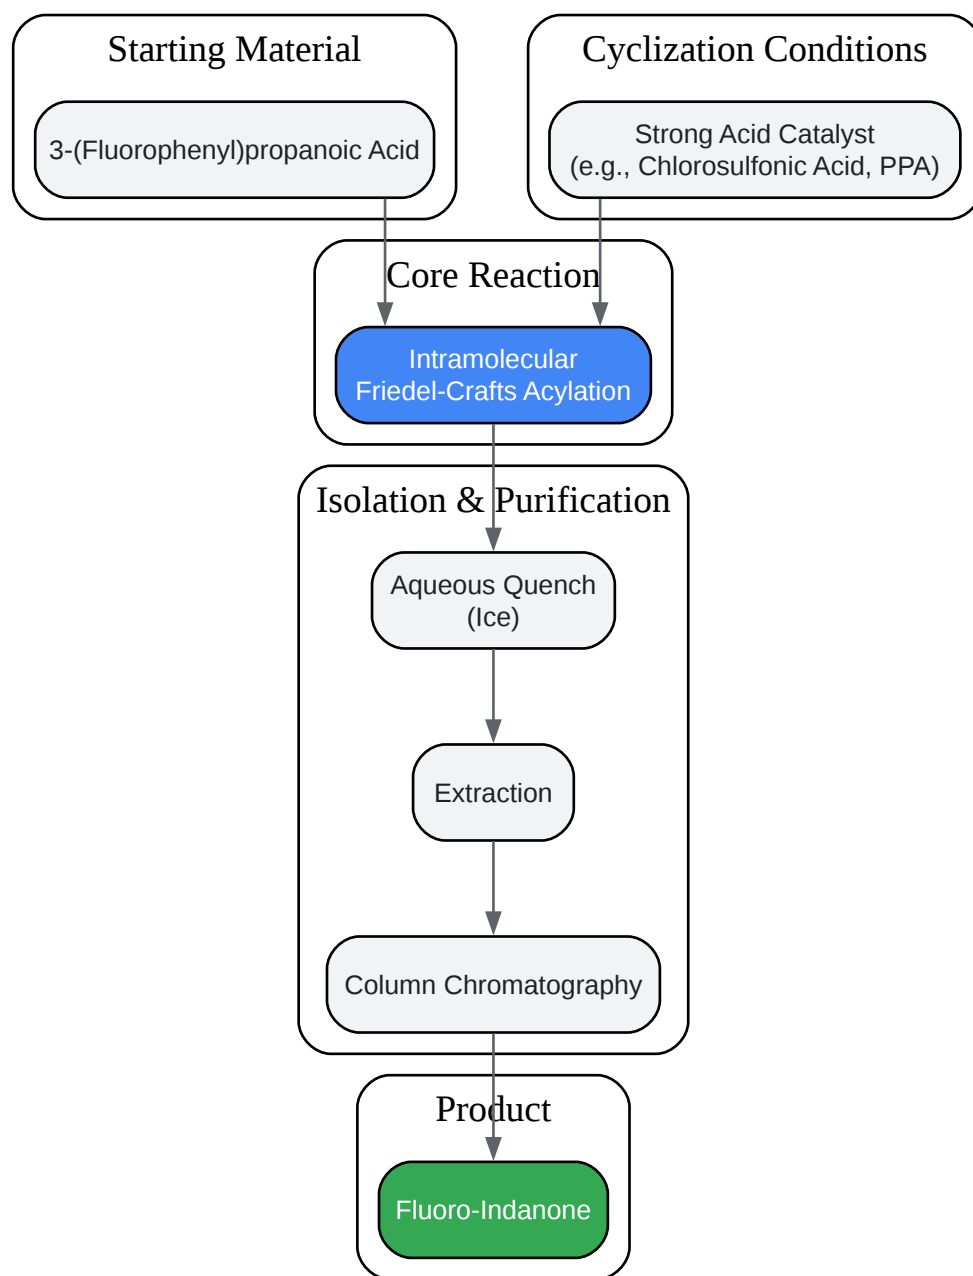 Starting Material
3-(Fluorophenyl)propanoic Acid
Cyclization Conditions
Strong Acid Catalyst
(e.g., Chlorosulfonic Acid, PPA)
Core Reaction
Intramolecular
Friedel-Crafts Acylation
Isolation & Purification
Aqueous Quench
(Ice)
Extraction
Column Chromatography
Product
Fluoro-Indanone